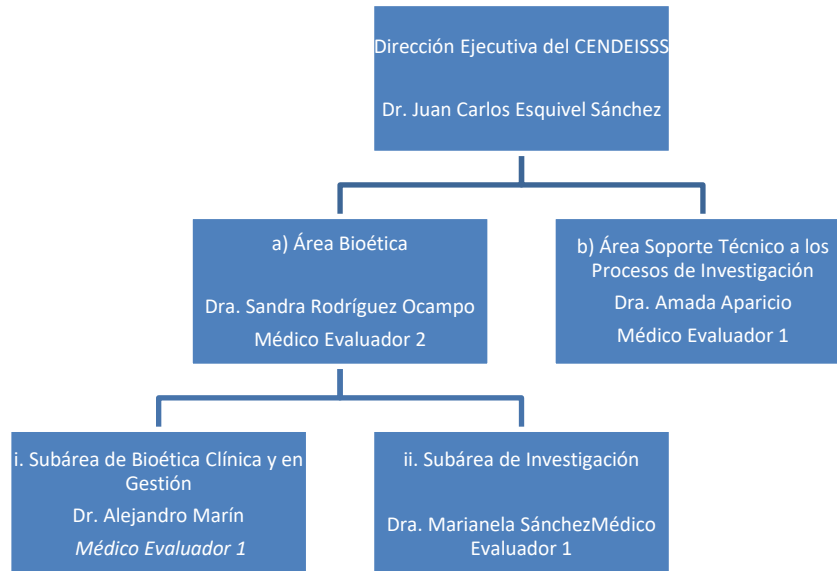 Dirección Ejecutiva del CENDEISSS
Dr. Juan Carlos Esquivel Sánchez
a) Área Bioética
Dra. Sandra Rodríguez Ocampo
Médico Evaluador 2
b) Área Soporte Técnico a los
Procesos de Investigación
Dra. Amada Aparicio
Médico Evaluador 1
i. Subárea de Bioética Clínica y en
Gestión
Dr. Alejandro Marín
Médico Evaluador 1
ii. Subárea de Investigación
Dra. Marianela SánchezMédico
Evaluador 1